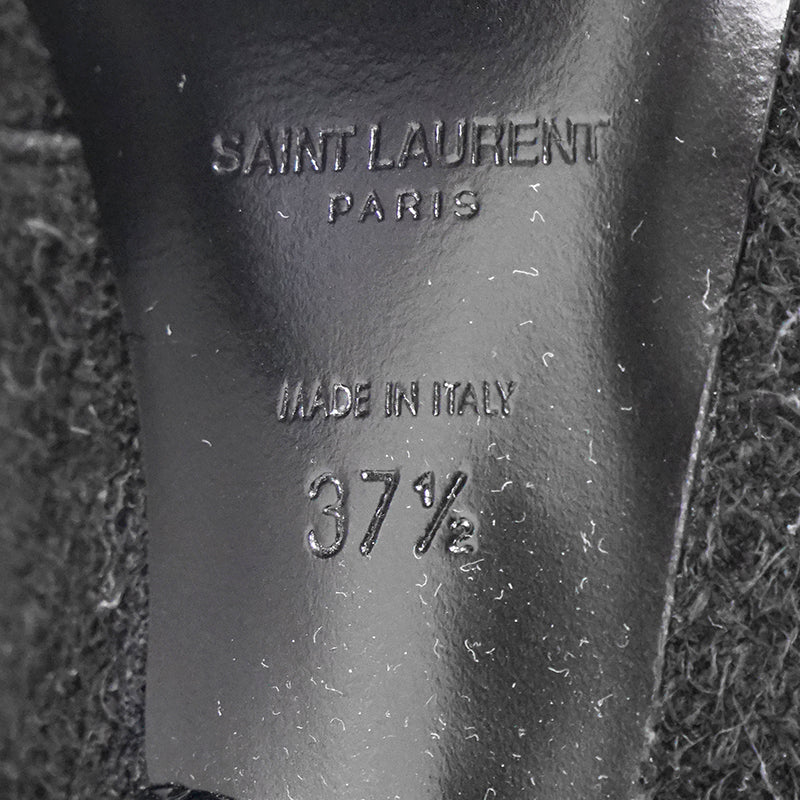 SAINT LAURENT
PARIS
MADE IN ITALY
37½